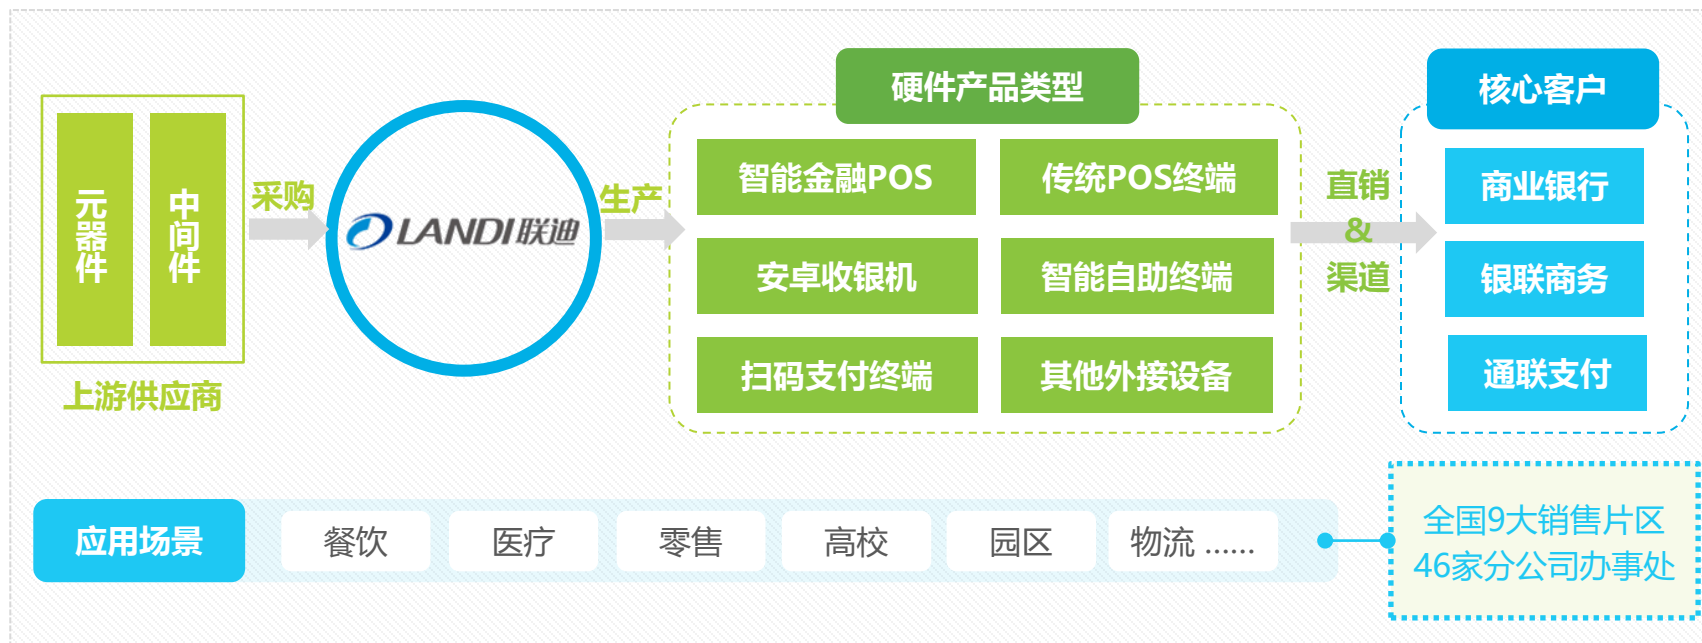 元器件
中间件
上游供应商
采购
LANDI联迪
生产
硬件产品类型
智能金融POS
传统POS终端
安卓收银机
智能自助终端
扫码支付终端
其他外接设备
直销
&
渠道
核心客户
商业银行
银联商务
通联支付
应用场景
餐饮
医疗
零售
高校
园区
物流 ......
全国9大销售片区
46家分公司办事处